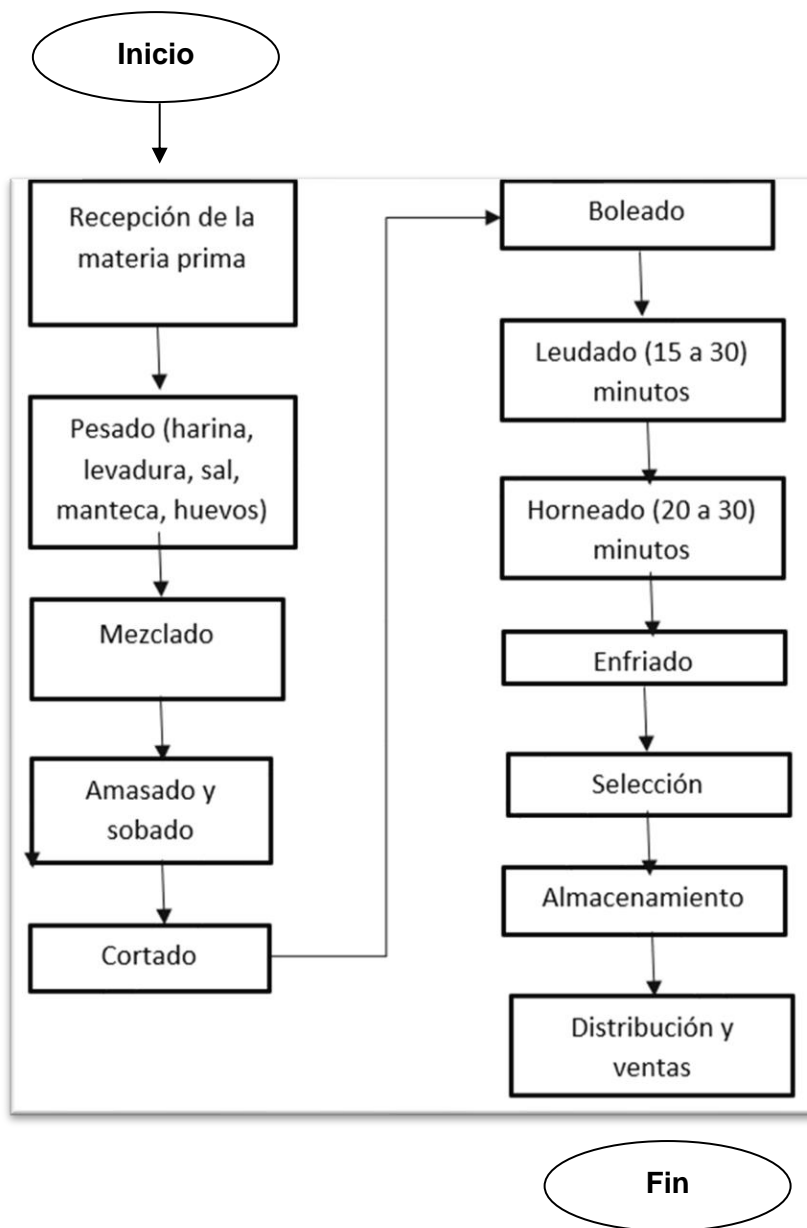 Inicio
Recepción de la
materia prima
Pesado (harina,
levadura, sal,
manteca, huevos)
Mezclado
Amasado y
sobado
Cortado
Boleado
Leudado (15 a 30)
minutos
Horneado (20 a 30)
minutos
Enfriado
Selección
Almacenamiento
Distribución y
ventas
Fin